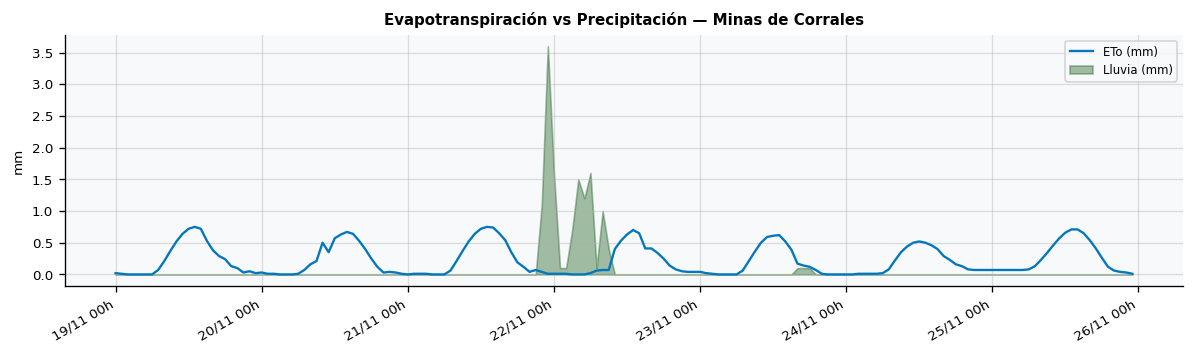 Evapotranspiración vs Precipitación — Minas de Corrales
ETo (mm)
Lluvia (mm)
mm
3.5
3.0
2.5
2.0
1.5
1.0
0.5
0.0
19/11 00h
20/11 00h
21/11 00h
22/11 00h
23/11 00h
24/11 00h
25/11 00h
26/11 00h